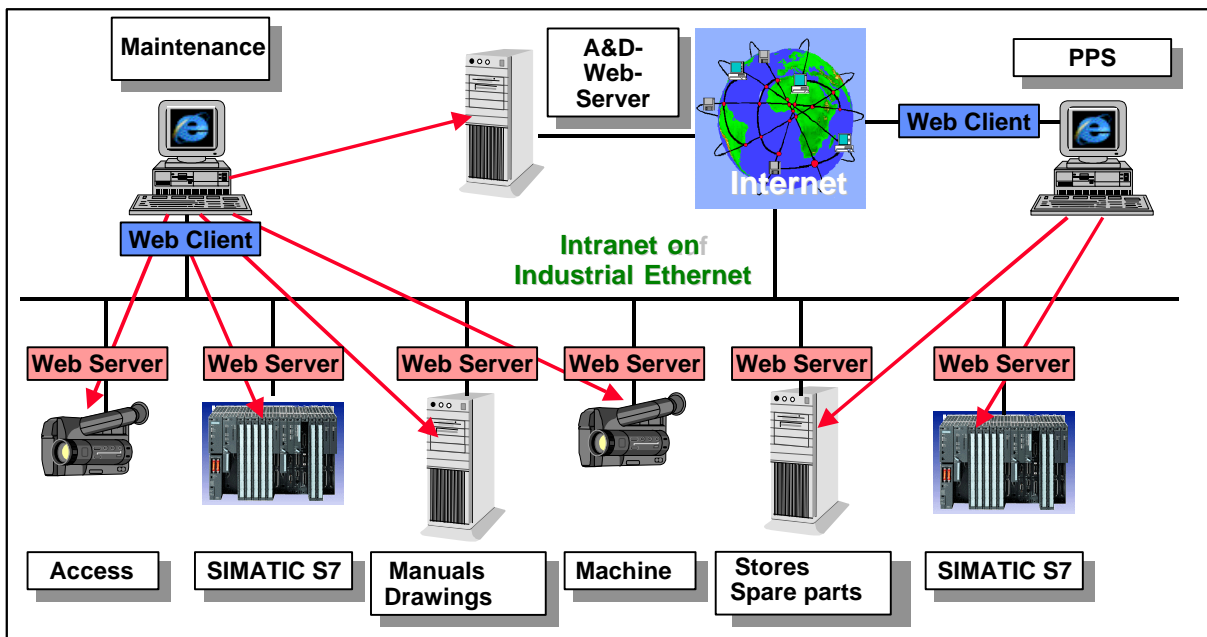 Maintenance
A&D-
Web-
Server
PPS
Web Client
Internet
Web Client
Intranet on
Industrial Ethernet
Web Server
Web Server
Web Server
Web Server
Web Server
Web Server
Access
SIMATIC S7
Manuals
Drawings
Machine
Stores
Spare parts
SIMATIC S7